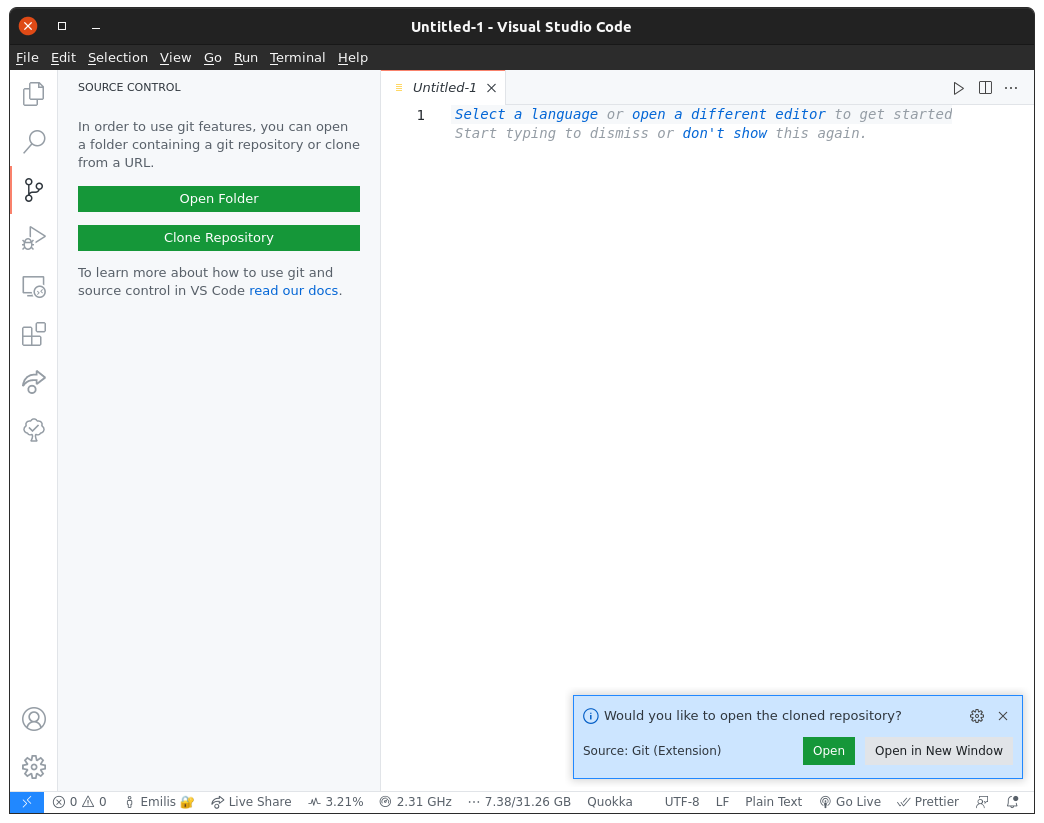 Untitled-1 - Visual Studio Code
File Edit Selection View Go Run Terminal Help
SOURCE CONTROL
In order to use git features, you can open
a folder containing a git repository or clone
from a URL.
Open Folder
Clone Repository
To learn more about how to use git and
source control in VS Code read our docs.
Untitled-1
1 Select a language or open a different editor to get started
Start typing to dismiss or don't show this again.
Would you like to open the cloned repository?
Source: Git (Extension) Open Open in New Window
0 0 Emilis 🔐 Live Share 3.21% 2.31 GHz 7.38/31.26 GB Quokka UTF-8 LF Plain Text Go Live Prettier